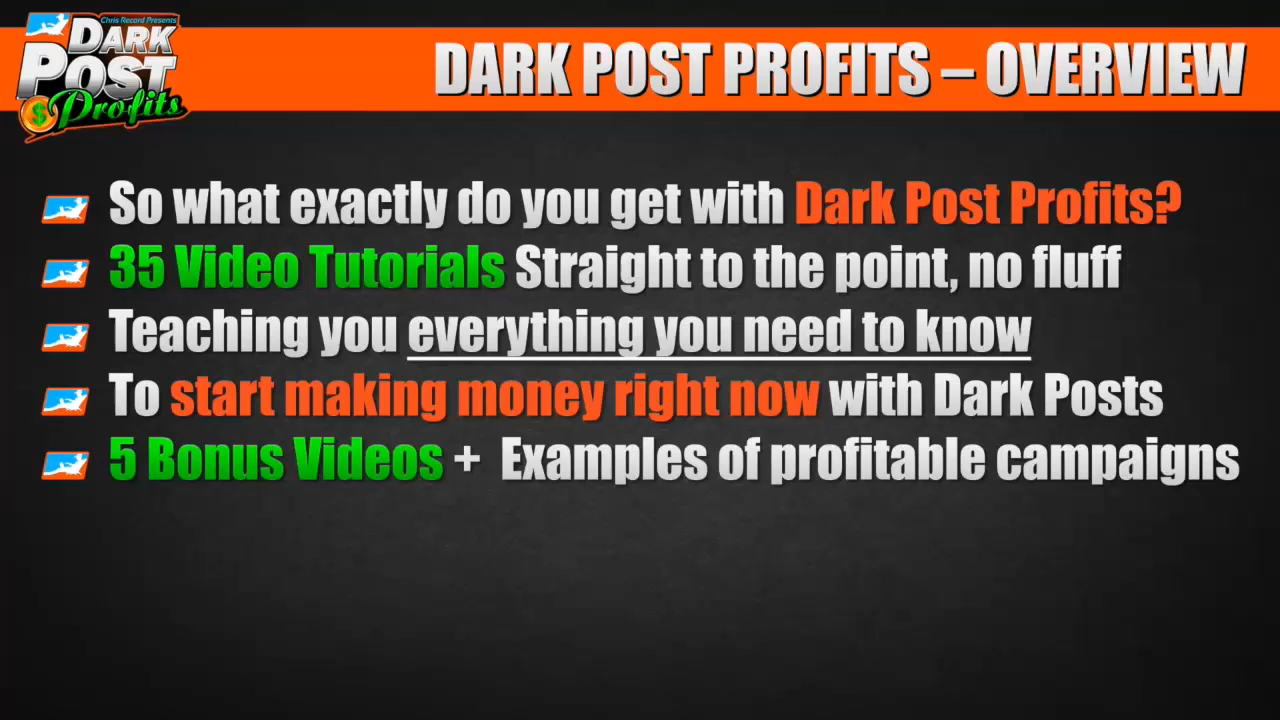 Chris Record Presents
DARK
POST
$ Profits
DARK POST PROFITS – OVERVIEW
So what exactly do you get with Dark Post Profits?
35 Video Tutorials Straight to the point, no fluff
Teaching you everything you need to know
To start making money right now with Dark Posts
5 Bonus Videos + Examples of profitable campaigns